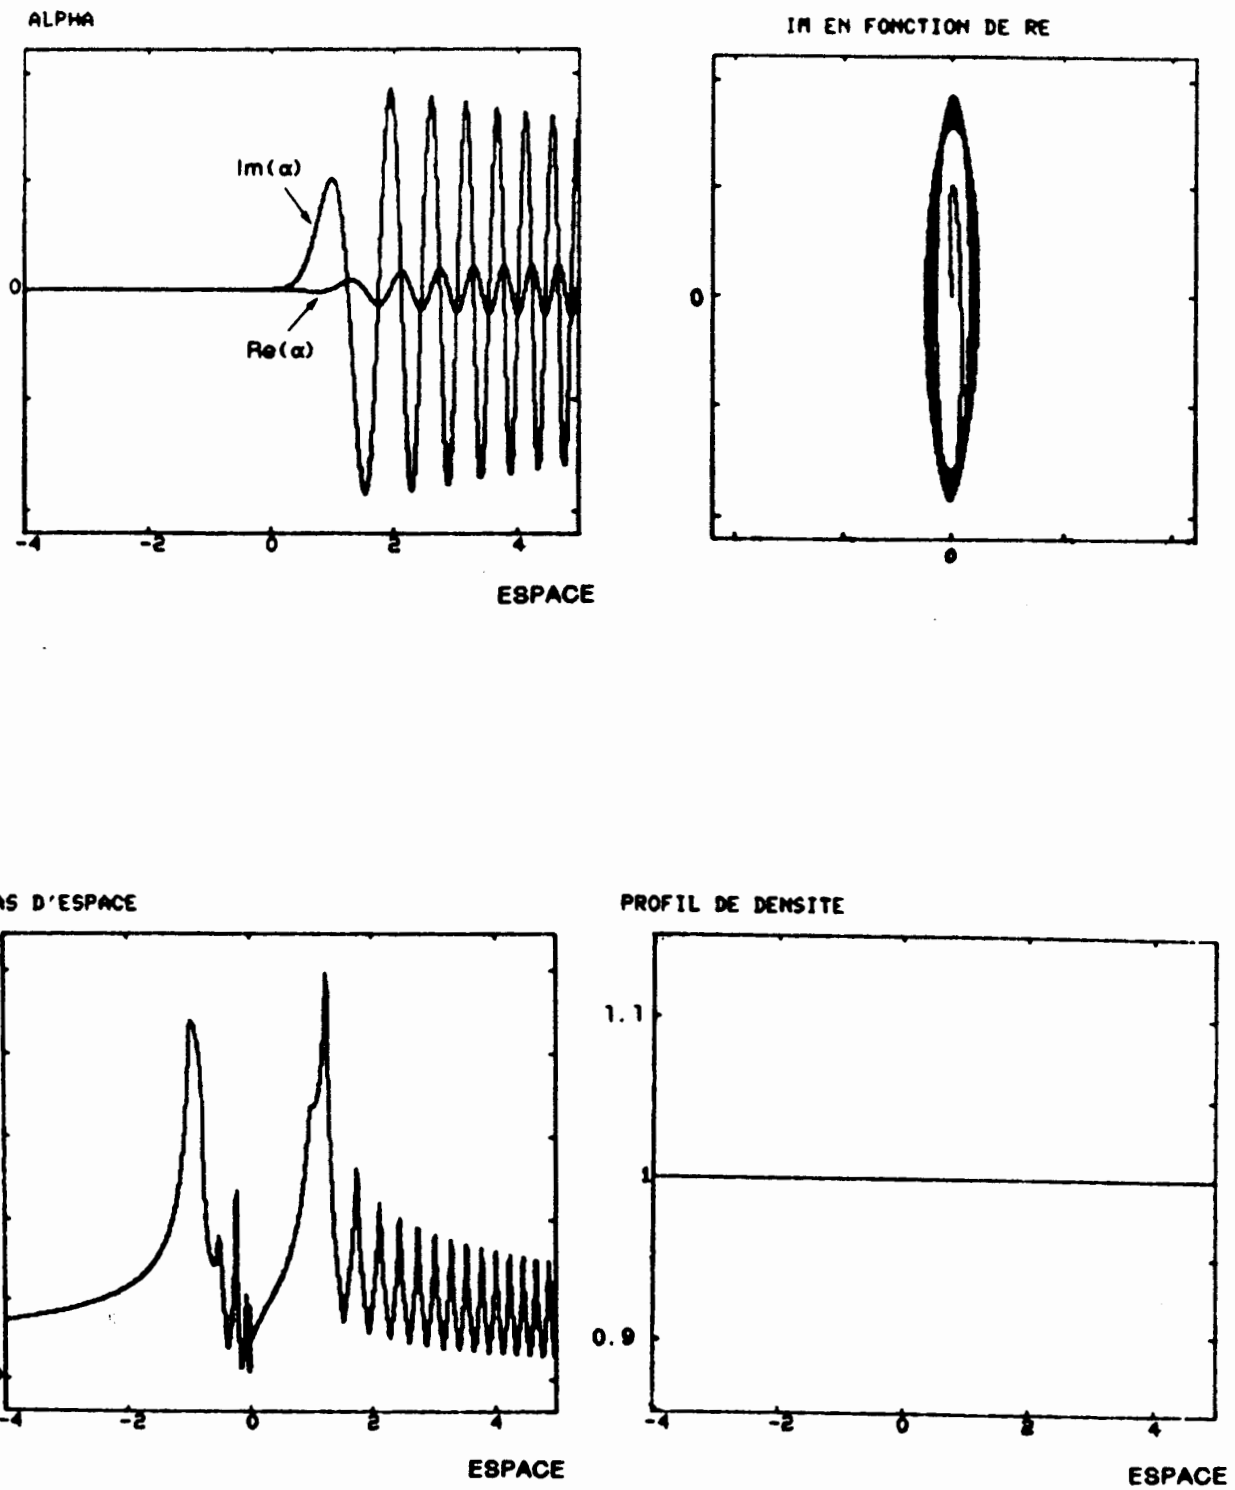 ALPHA
IM EN FONCTION DE RE
Im(α)
0
Re(α)
-4 -2 0 2 4
ESPACE
0
0
AS D'ESPACE
PROFIL DE DENSITE
-4 -2 0 2 4
ESPACE
1.1
1
0.9
-4 -2 0 2 4
ESPACE